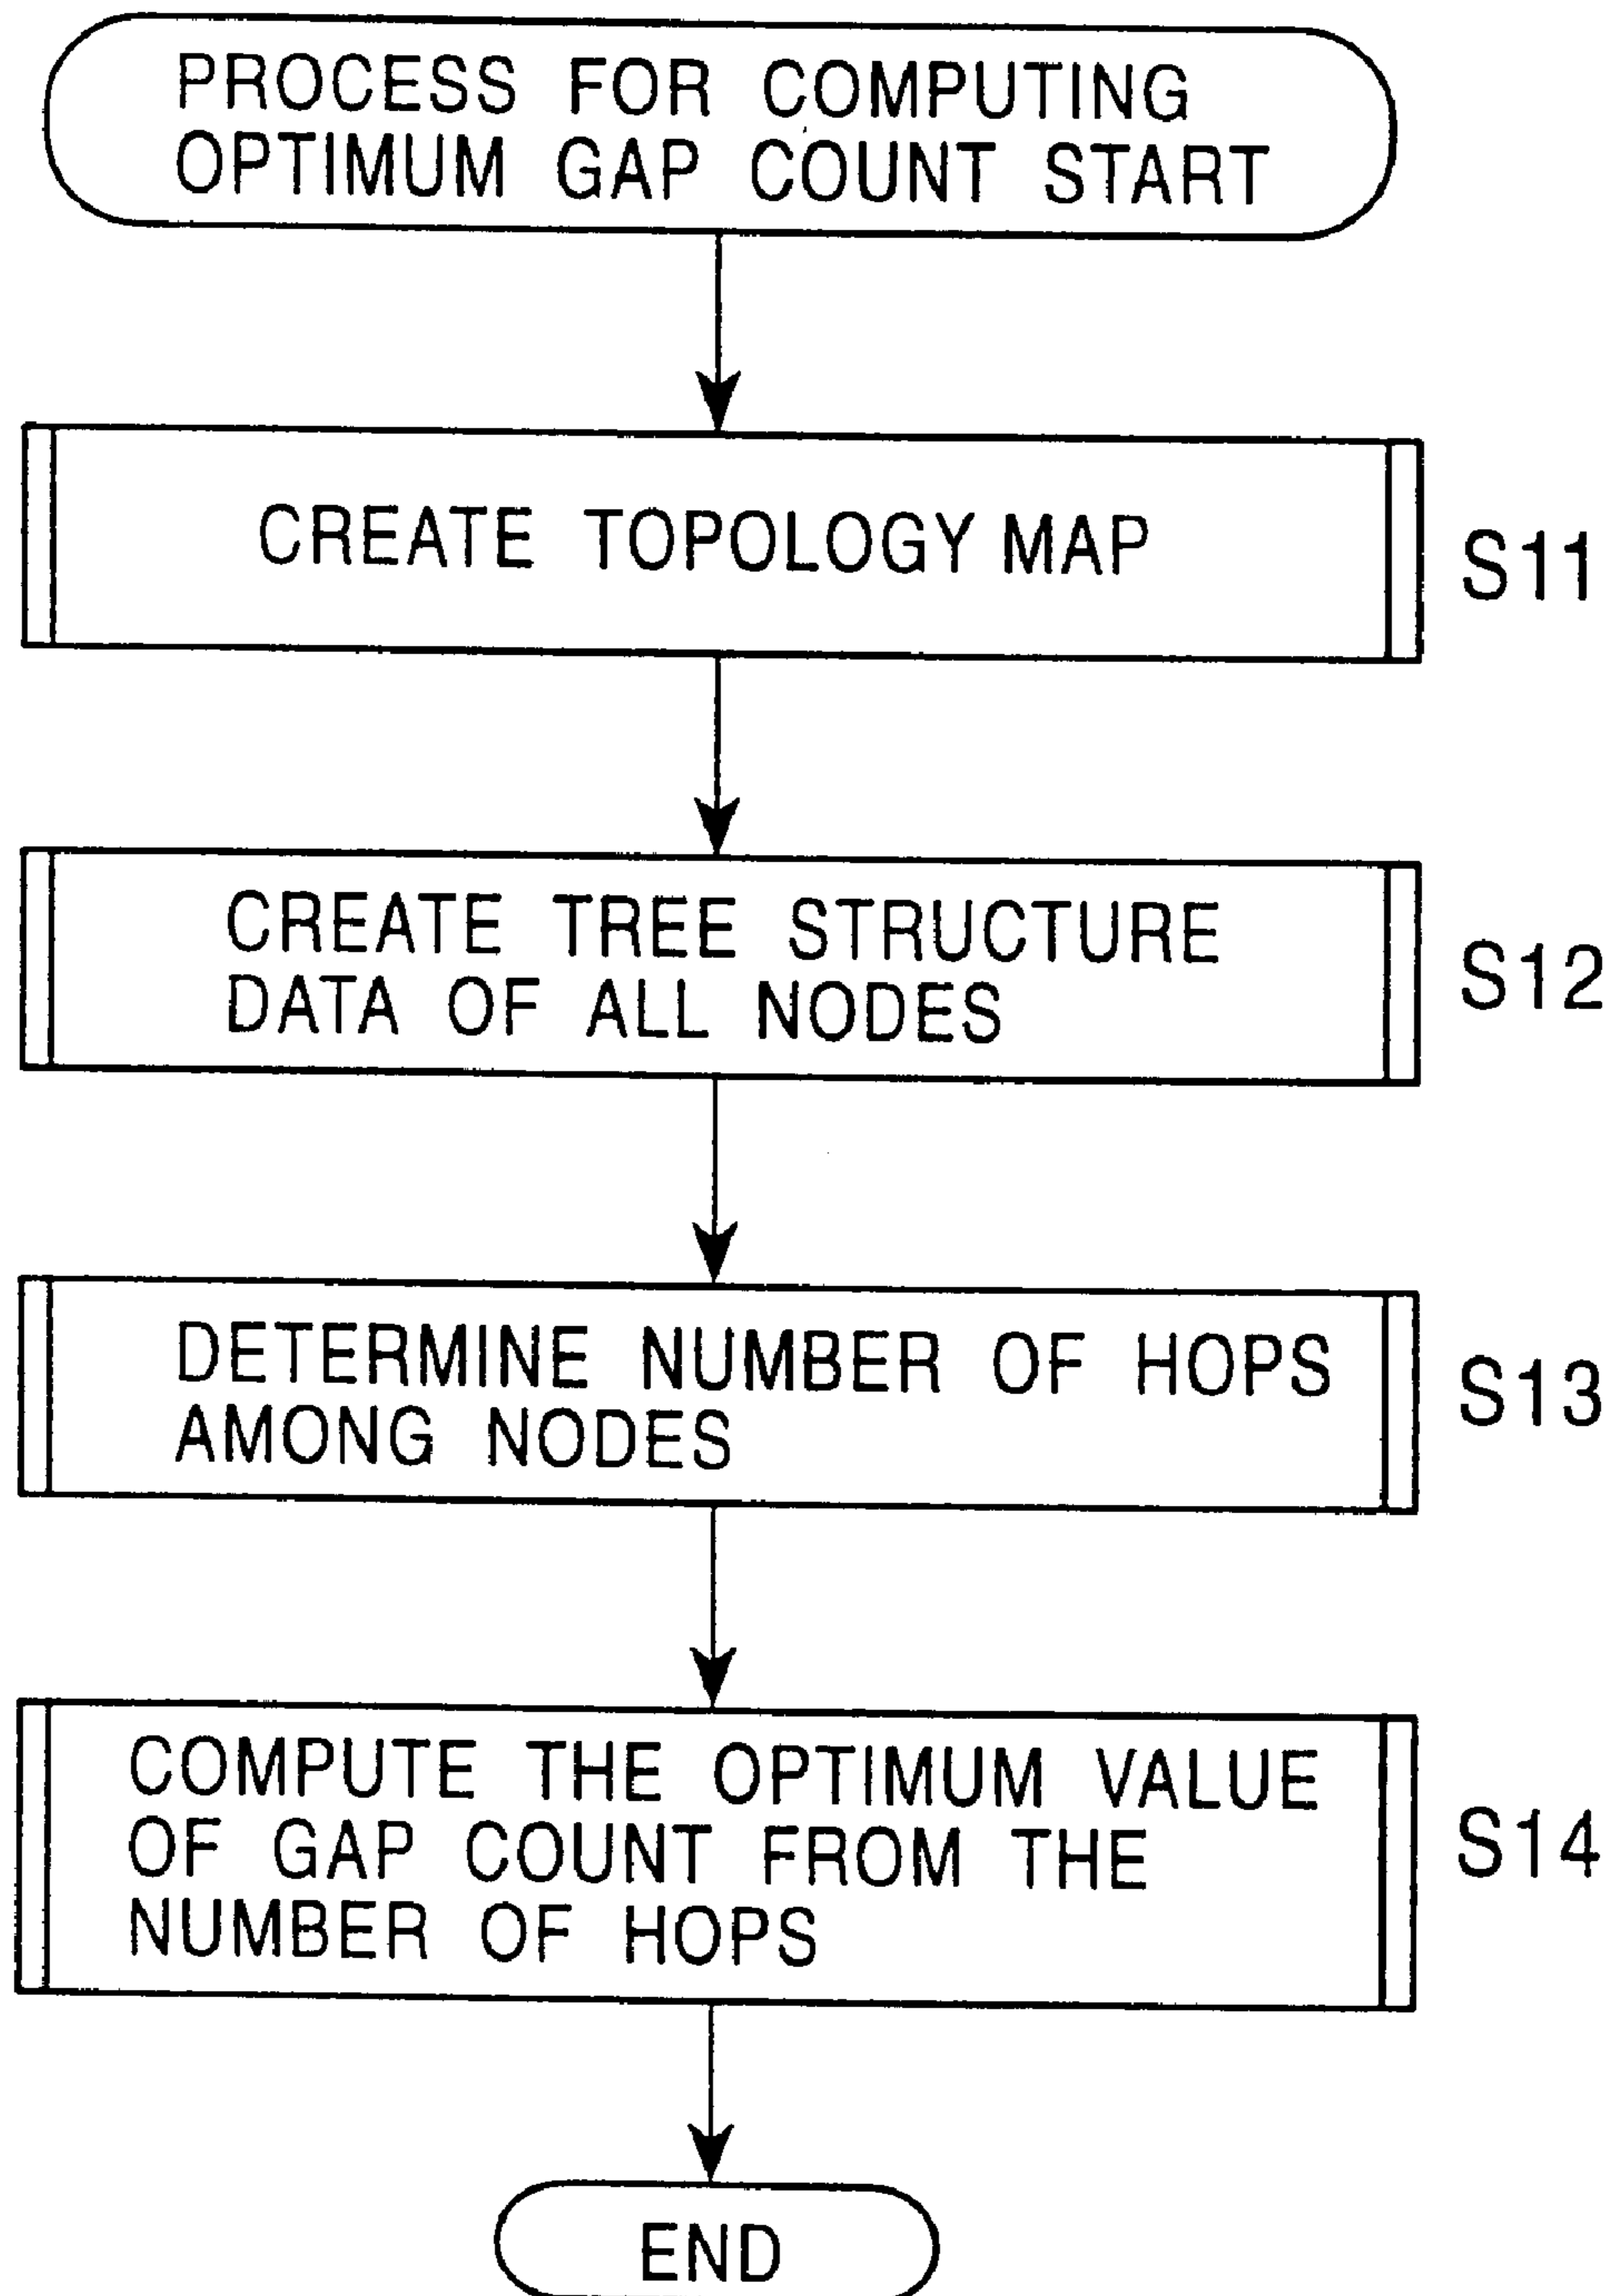 PROCESS FOR COMPUTING
OPTIMUM GAP COUNT START
CREATE TOPOLOGY MAP
S11
CREATE TREE STRUCTURE
DATA OF ALL NODES
S12
DETERMINE NUMBER OF HOPS
AMONG NODES
S13
COMPUTE THE OPTIMUM VALUE
OF GAP COUNT FROM THE
NUMBER OF HOPS
S14
END